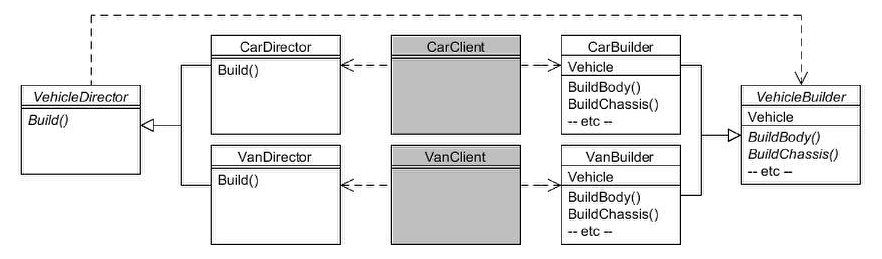 CarDirector
Build()
CarClient
CarBuilder
Vehicle
BuildBody()
BuildChassis()
-- etc --
VehicleDirector
Build()
VehicleBuilder
Vehicle
BuildBody()
BuildChassis()
-- etc --
VanDirector
Build()
VanClient
VanBuilder
Vehicle
BuildBody()
BuildChassis()
-- etc --